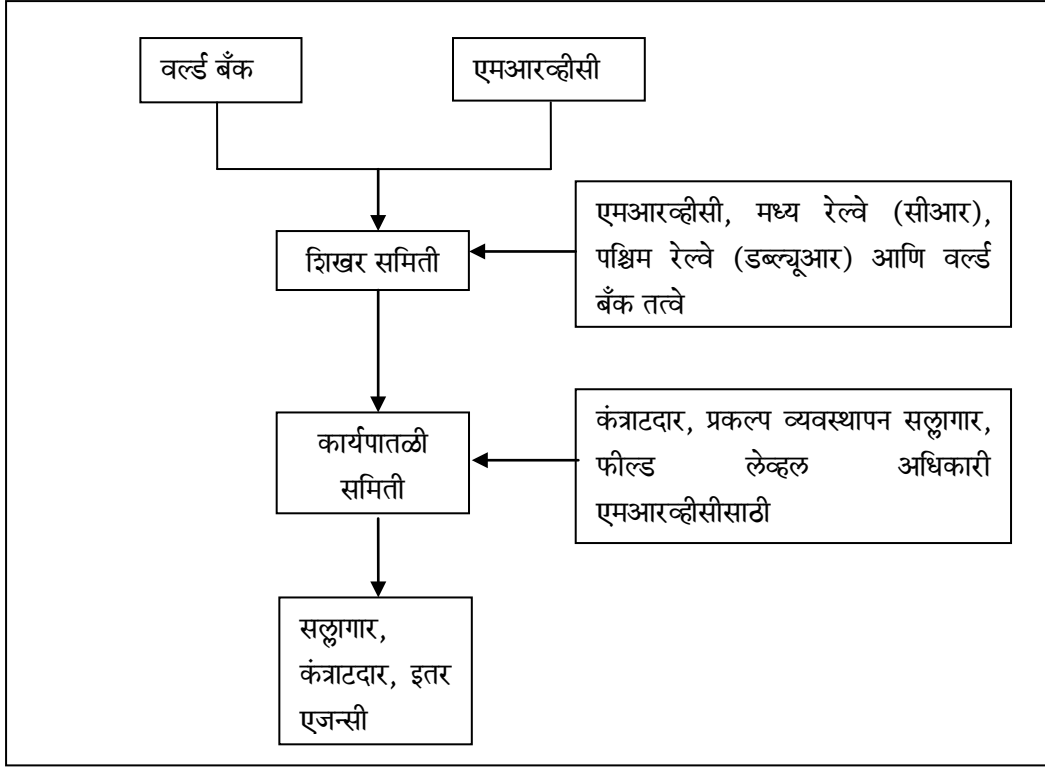 वर्ल्ड बँक
एमआरव्हीसी
एमआरव्हीसी, मध्य रेल्वे (सीआर),
पश्चिम रेल्वे (डब्ल्यूआर) आणि वर्ल्ड
बँक तत्वे
शिखर समिती
कंत्राटदार, प्रकल्प व्यवस्थापन सल्लागार,
फील्ड लेव्हल अधिकारी
एमआरव्हीसीसाठी
कार्यपातळी
समिती
सल्लागार,
कंत्राटदार, इतर
एजन्सी